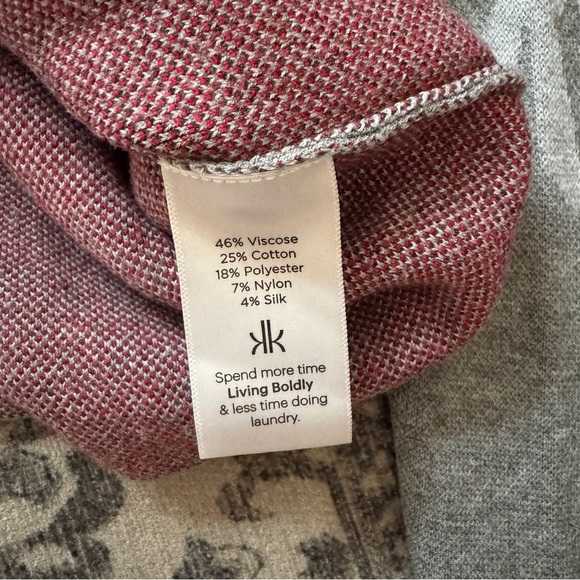 46% Viscose
25% Cotton
18% Polyester
7% Nylon
4% Silk
kk
Spend more time
Living Boldly
& less time doing
laundry.